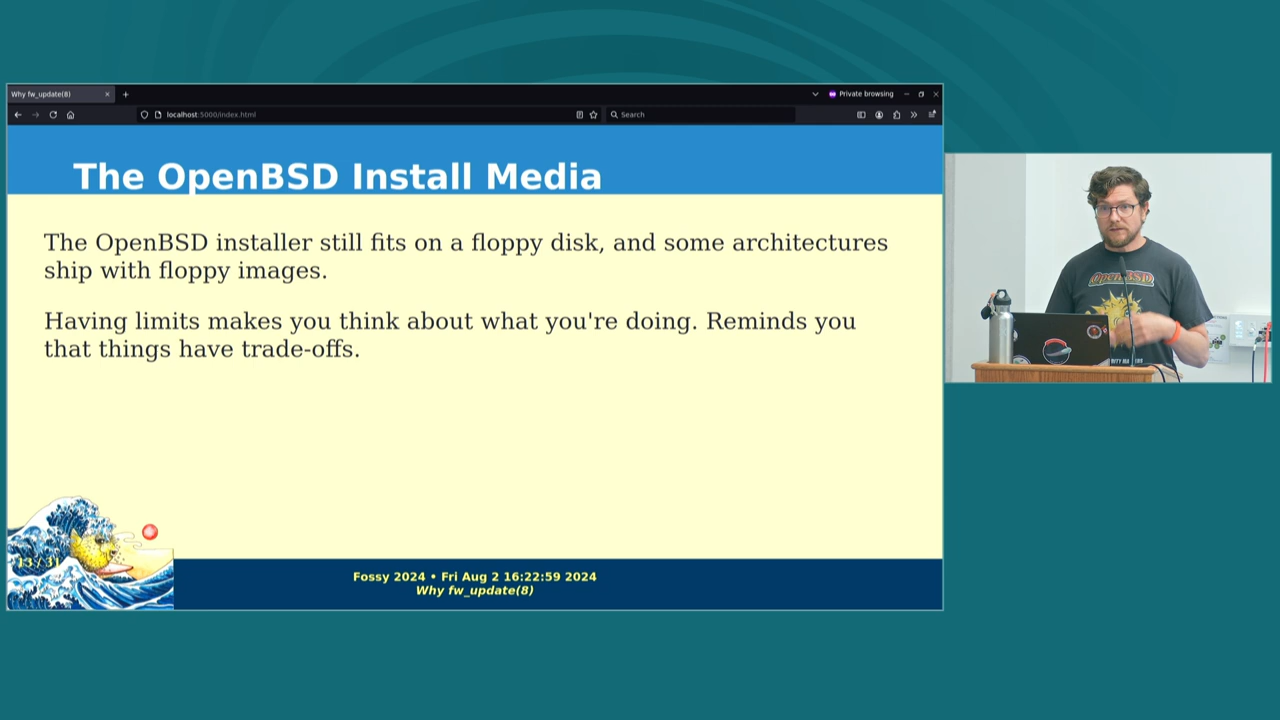 Why fw_update(8)
Private browsing
localhost:5000/index.html
Search
The OpenBSD Install Media
The OpenBSD installer still fits on a floppy disk, and some architectures
ship with floppy images.
Having limits makes you think about what you're doing. Reminds you
that things have trade-offs.
13 / 31
Fossy 2024 • Fri Aug 2 16:22:59 2024
Why fw_update(8)
OpenBSD